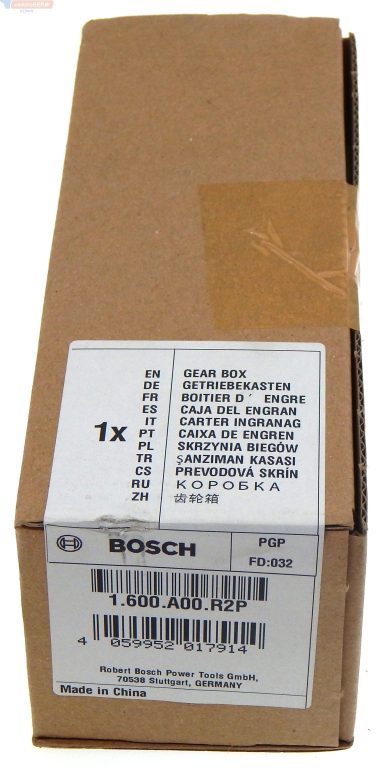 1x
EN GEAR BOX
DE GETRIEBEKASTEN
FR BOITIER D´ ENGRE
ES CAJA DEL ENGRAN
IT CARTER INGRANAG
PT CAIXA DE ENGREN
PL SKRZYNIA BIEGÓW
TR ŞANZIMAN KASASI
CS PREVODOVÁ SKRÍN
RU КОРОБКА
ZH 齿轮箱
BOSCH
PGP
FD:032
1.600.A00.R2P
4 059952 017914
Robert Bosch Power Tools GmbH,
70538 Stuttgart, GERMANY
Made in China